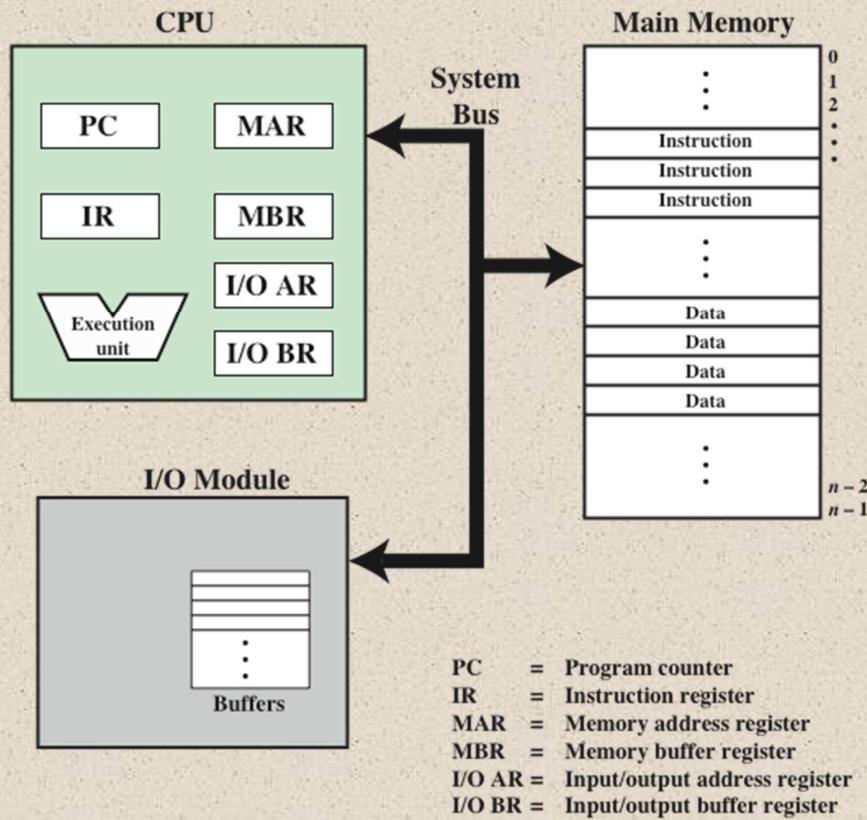 CPU
PC
MAR
IR
MBR
I/O AR
I/O BR
Execution
unit
System
Bus
Main Memory
0
1
2
Instruction
Instruction
Instruction
Data
Data
Data
Data
n – 2
n – 1
I/O Module
Buffers
PC = Program counter
IR = Instruction register
MAR = Memory address register
MBR = Memory buffer register
I/O AR = Input/output address register
I/O BR = Input/output buffer register